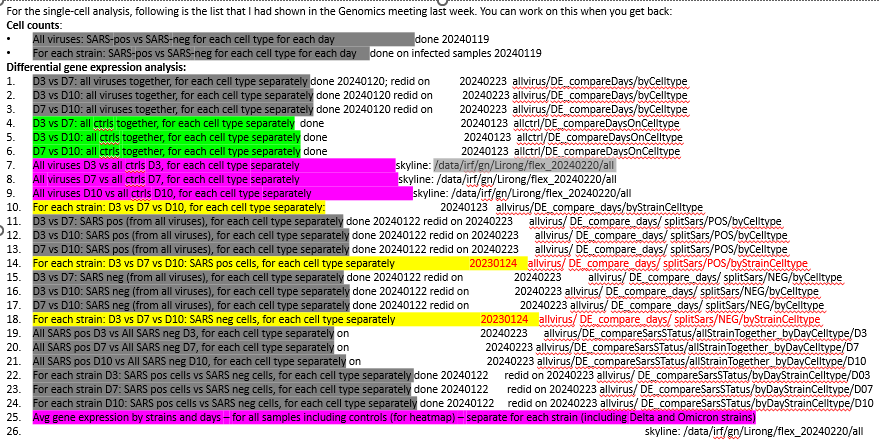 For the single-cell analysis, following is the list that I had shown in the Genomics meeting last week. You can work on this when you get back:
Cell counts:
• All viruses: SARS-pos vs SARS-neg for each cell type for each day done 20240119
• For each strain: SARS-pos vs SARS-neg for each cell type for each day done on infected samples 20240119
Differential gene expression analysis:
1. D3 vs D7: all viruses together, for each cell type separately done 20240120; redid on 20240223 allvirus/DE_compareDays/byCelltype
2. D3 vs D10: all viruses together, for each cell type separately done 20240120 redid on 20240223 allvirus/DE_compareDays/byCelltype
3. D7 vs D10: all viruses together, for each cell type separately done 20240120 redid on 20240223 allvirus/DE_compareDays/byCelltype
4. D3 vs D7: all ctrls together, for each cell type separately done 20240123 allctrl/DE_compareDaysOnCelltype
5. D3 vs D10: all ctrls together, for each cell type separately done 20240123 allctrl/DE_compareDaysOnCelltype
6. D7 vs D10: all ctrls together, for each cell type separately done 20240123 allctrl/DE_compareDaysOnCelltype
7. All viruses D3 vs all ctrls D3, for each cell type separately skyline: /data/irf/gn/Lirong/flex_20240220/all
8. All viruses D7 vs all ctrls D7, for each cell type separately skyline: /data/irf/gn/Lirong/flex_20240220/all
9. All viruses D10 vs all ctrls D10, for each cell type separately skyline: /data/irf/gn/Lirong/flex_20240220/all
10. For each strain: D3 vs D7 vs D10, for each cell type separately: 20240123 allvirus/DE_compare_days/byStrainCelltype
11. D3 vs D7: SARS pos (from all viruses), for each cell type separately done 20240122 redid on 20240223 allvirus/ DE_compare_days/ splitSars/POS/byCelltype
12. D3 vs D10: SARS pos (from all viruses), for each cell type separately done 20240122 redid on 20240223 allvirus/ DE_compare_days/ splitSars/POS/byCelltype
13. D7 vs D10: SARS pos (from all viruses), for each cell type separately done 20240122 redid on 20240223 allvirus/ DE_compare_days/ splitSars/POS/byCelltype
14. For each strain: D3 vs D7 vs D10: SARS pos cells, for each cell type separately 20230124 allvirus/ DE_compare_days/ splitSars/POS/byStrainCelltype
15. D3 vs D7: SARS neg (from all viruses), for each cell type separately done 20240122 redid on 20240223 allvirus/ DE_compare_days/ splitSars/NEG/byCelltype
16. D3 vs D10: SARS neg (from all viruses), for each cell type separately done 20240122 redid on 20240223 allvirus/ DE_compare_days/ splitSars/NEG/byCelltype
17. D7 vs D10: SARS neg (from all viruses), for each cell type separately done 20240122 redid on 20240223 allvirus/ DE_compare_days/ splitSars/NEG/byCelltype
18. For each strain: D3 vs D7 vs D10: SARS neg cells, for each cell type separately 20230124 allvirus/ DE_compare_days/ splitSars/NEG/byStrainCelltype
19. All SARS pos D3 vs All SARS neg D3, for each cell type separately on 20240223 allvirus/DE_compareSarsSTatus/allStrainTogether_byDayCelltype/D3
20. All SARS pos D7 vs All SARS neg D7, for each cell type separately on 20240223 allvirus/DE_compareSarsSTatus/allStrainTogether_byDayCelltype/D7
21. All SARS pos D10 vs All SARS neg D10, for each cell type separately on 20240223 allvirus/DE_compareSarsSTatus/allStrainTogether_byDayCelltype/D10
22. For each strain D3: SARS pos cells vs SARS neg cells, for each cell type separately done 20240122 redid on 20240223 allvirus/ DE_compareSarsSTatus/byDayStrainCelltype/D03
23. For each strain D7: SARS pos cells vs SARS neg cells, for each cell type separately done 20240122 redid on 20240223 allvirus/ DE_compareSarsSTatus/byDayStrainCelltype/D07
24. For each strain D10: SARS pos cells vs SARS neg cells, for each cell type separately done 20240122 redid on 20240223 allvirus/ DE_compareSarsSTatus/byDayStrainCelltype/D10
25. Avg gene expression by strains and days – for all samples including controls (for heatmap) – separate for each strain (including Delta and Omicron strains)
26. skyline: /data/irf/gn/Lirong/flex_20240220/all